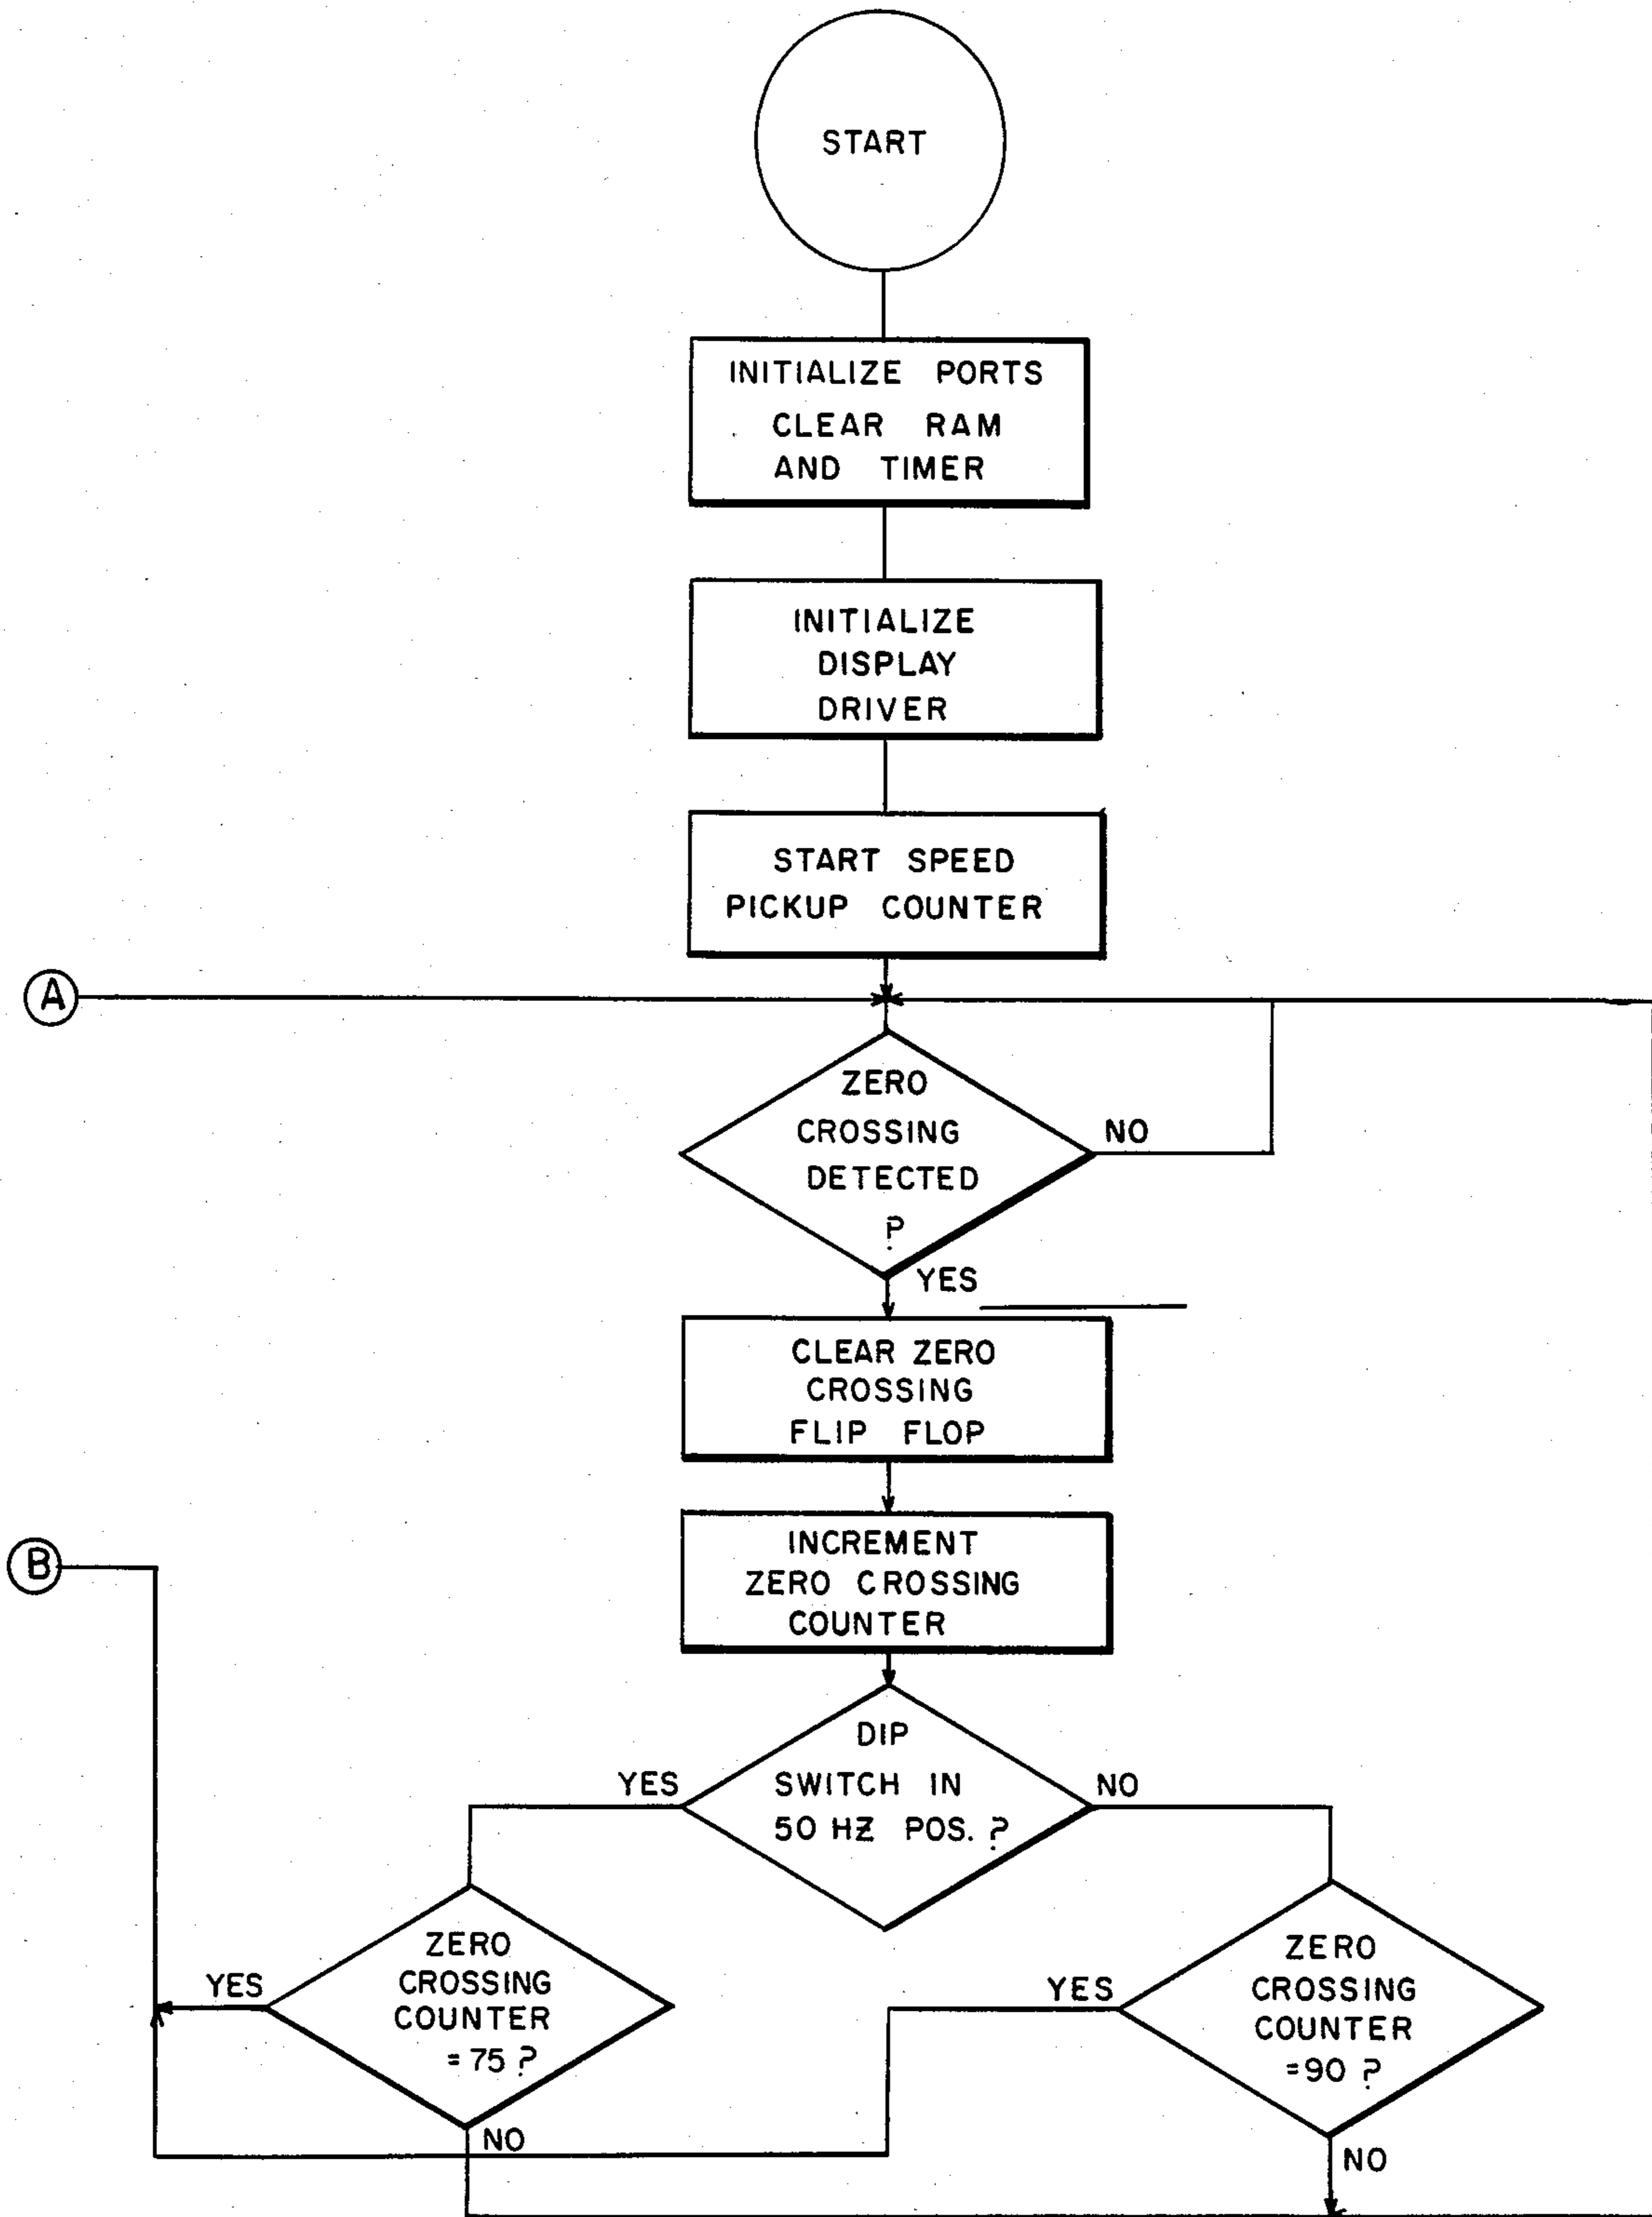 START
INITIALIZE PORTS
CLEAR RAM
AND TIMER
INITIALIZE
DISPLAY
DRIVER
START SPEED
PICKUP COUNTER
A
ZERO
CROSSING
DETECTED
?
NO
YES
CLEAR ZERO
CROSSING
FLIP FLOP
INCREMENT
ZERO CROSSING
COUNTER
B
DIP
SWITCH IN
50 HZ POS. ?
YES
NO
ZERO
CROSSING
COUNTER
=75 ?
YES
NO
ZERO
CROSSING
COUNTER
=90 ?
YES
NO